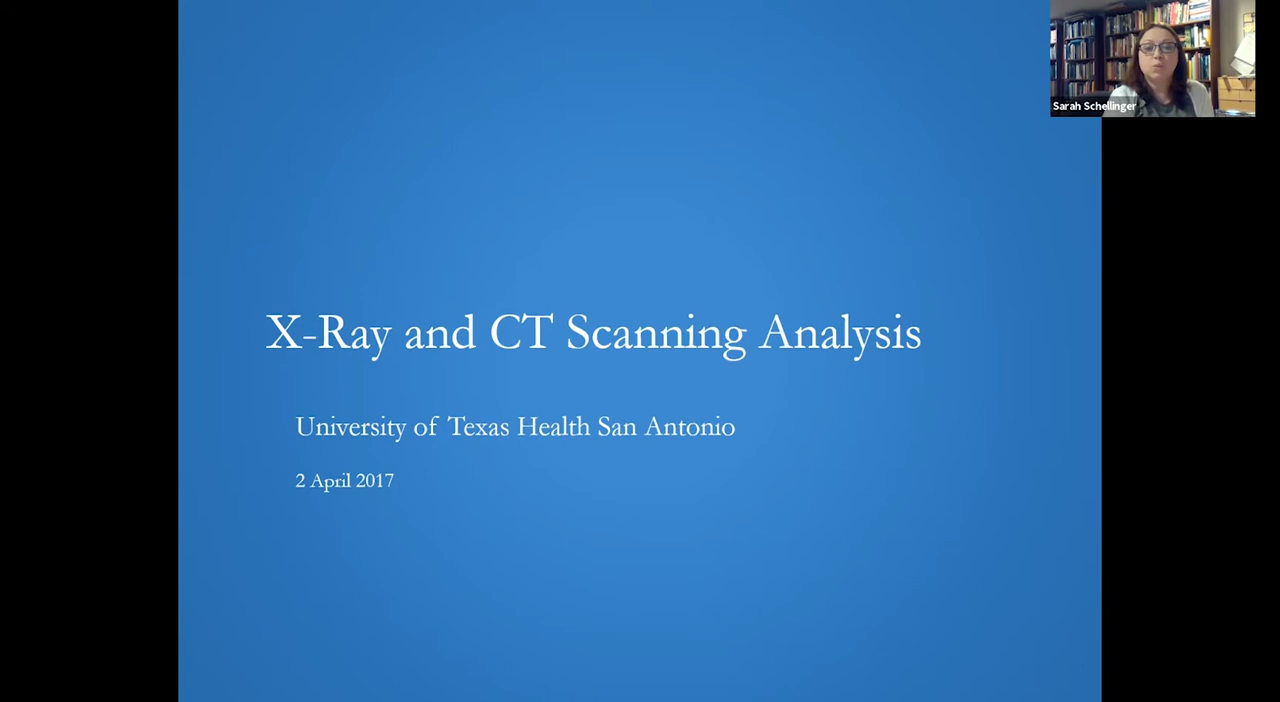 Sarah Schellinger
X-Ray and CT Scanning Analysis
University of Texas Health San Antonio
2 April 2017